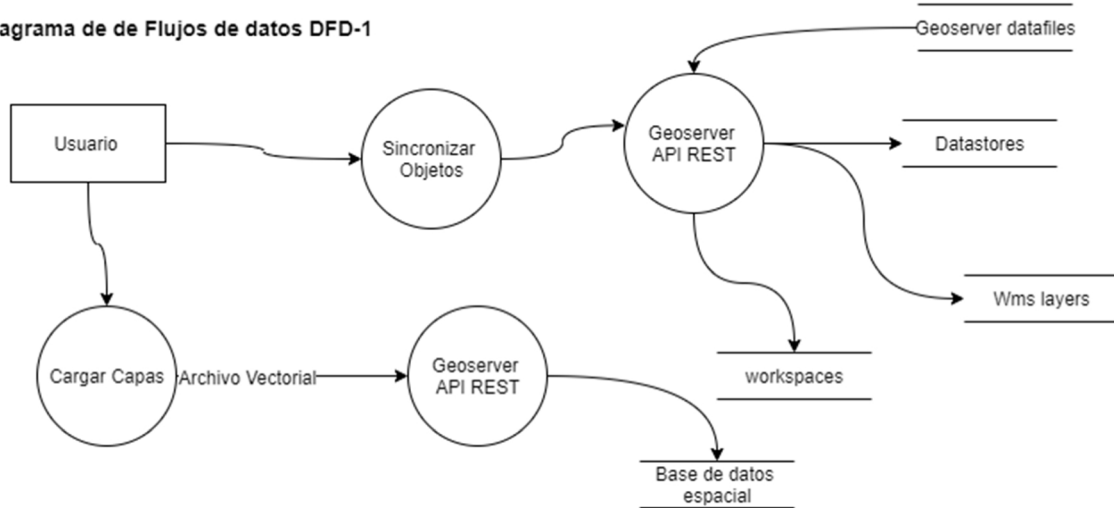 agrama de de Flujos de datos DFD-1
Geoserver datafiles
Usuario
Sincronizar
Objetos
Geoserver
API REST
Datastores
Wms layers
Cargar Capas
Archivo Vectorial
Geoserver
API REST
workspaces
Base de datos
espacial